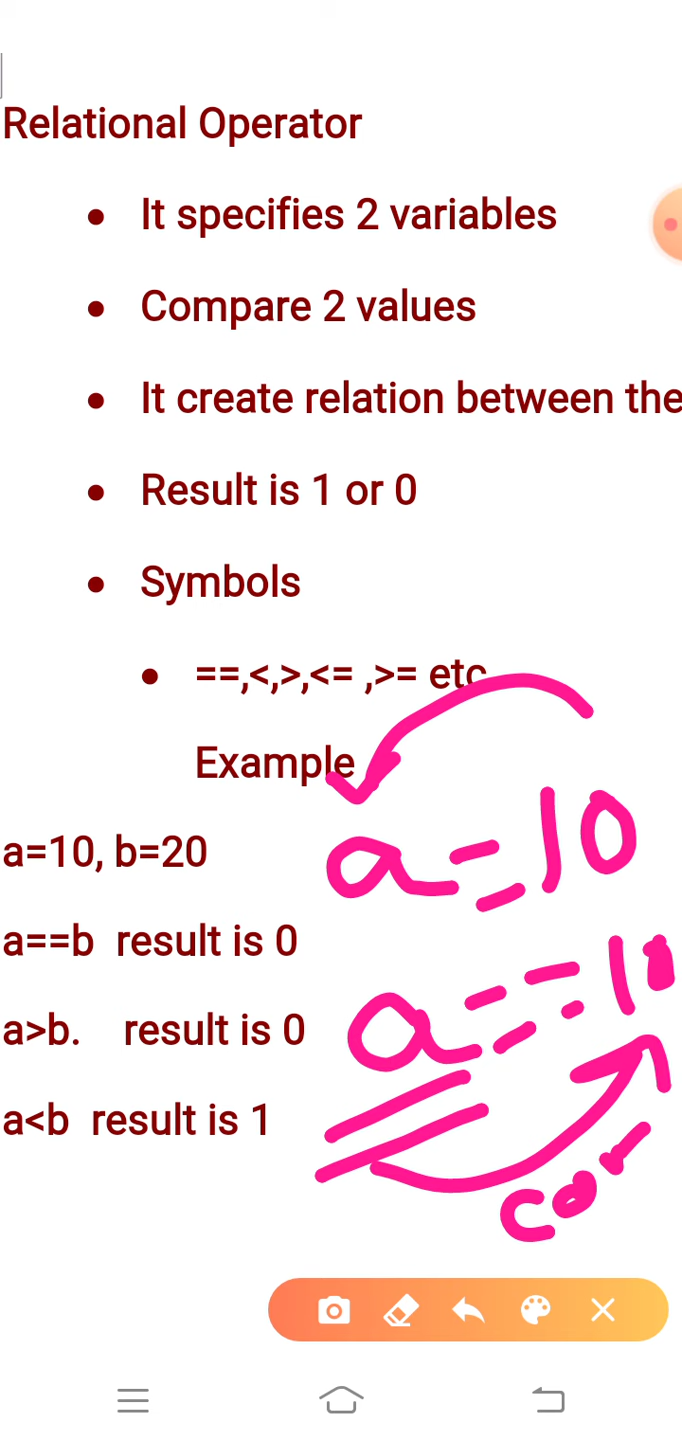 Relational Operator
It specifies 2 variables
Compare 2 values
It create relation between the
Result is 1 or 0
Symbols
==,<,>,<= ,>= etc
Example
a=10, b=20
a=10
a==b result is 0
a==10
a>b. result is 0
a<b result is 1